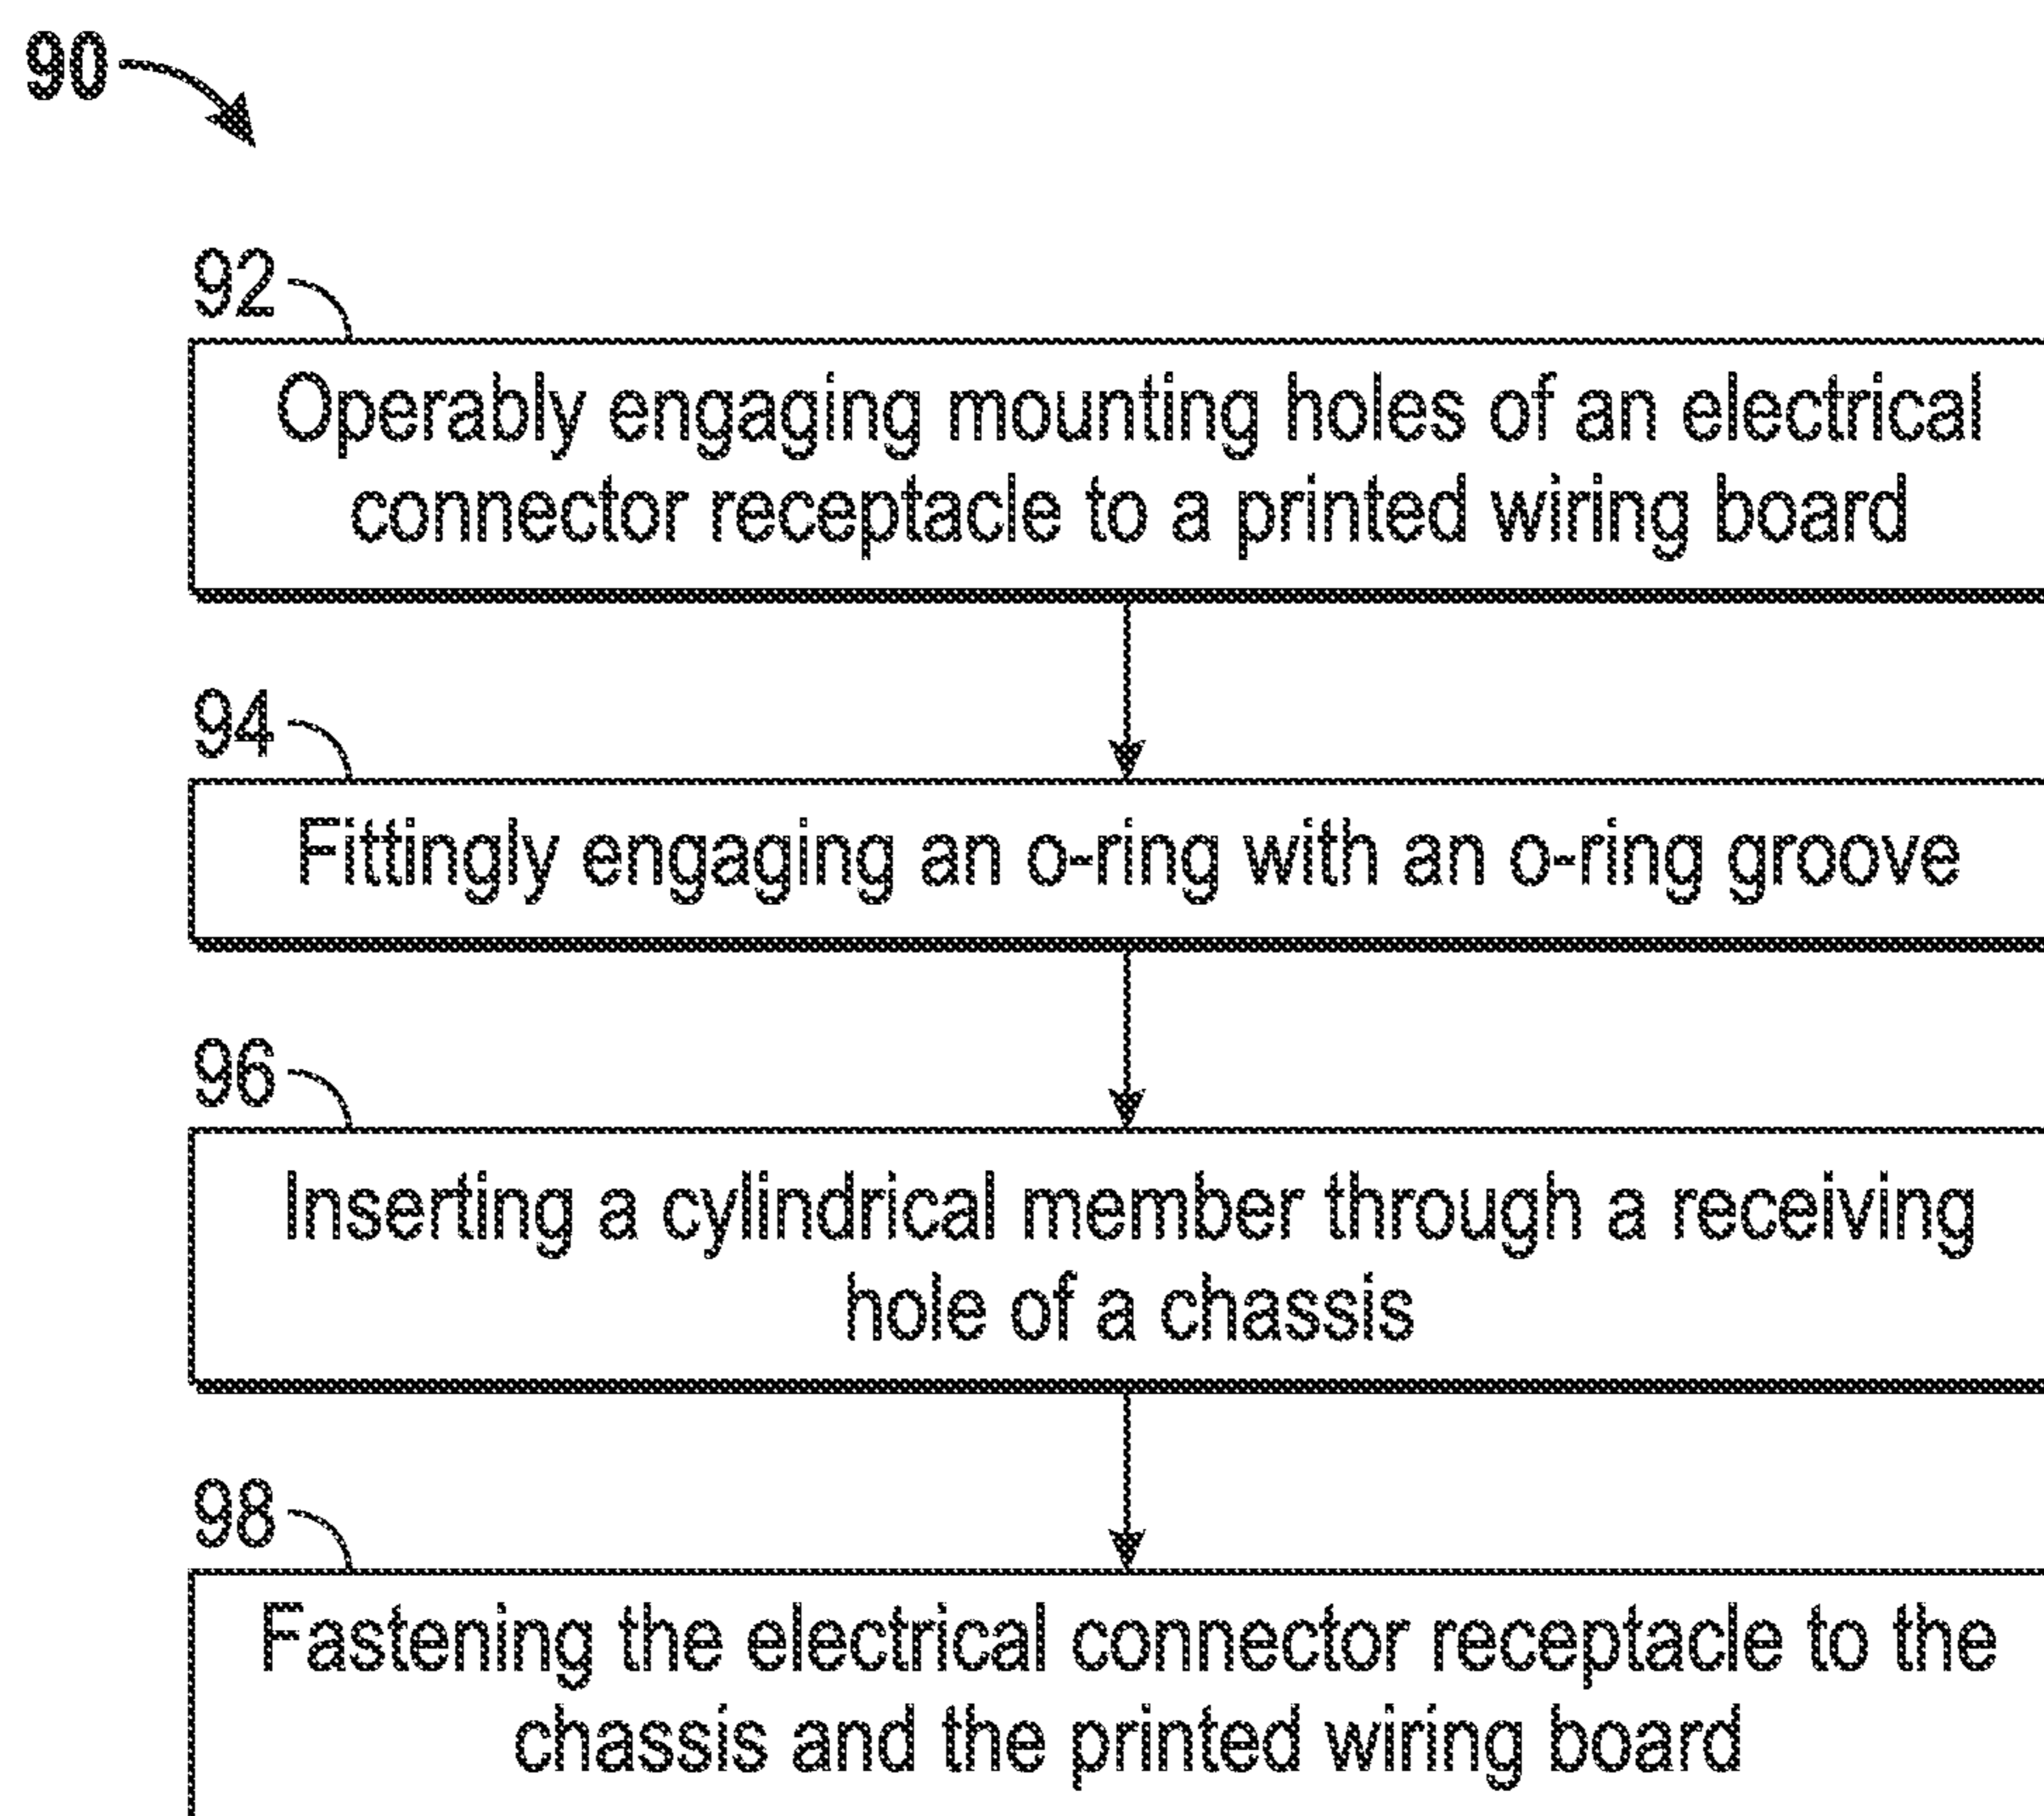 90
92
Operably engaging mounting holes of an electrical
connector receptacle to a printed wiring board
94
Fittingly engaging an o-ring with an o-ring groove
96
Inserting a cylindrical member through a receiving
hole of a chassis
98
Fastening the electrical connector receptacle to the
chassis and the printed wiring board